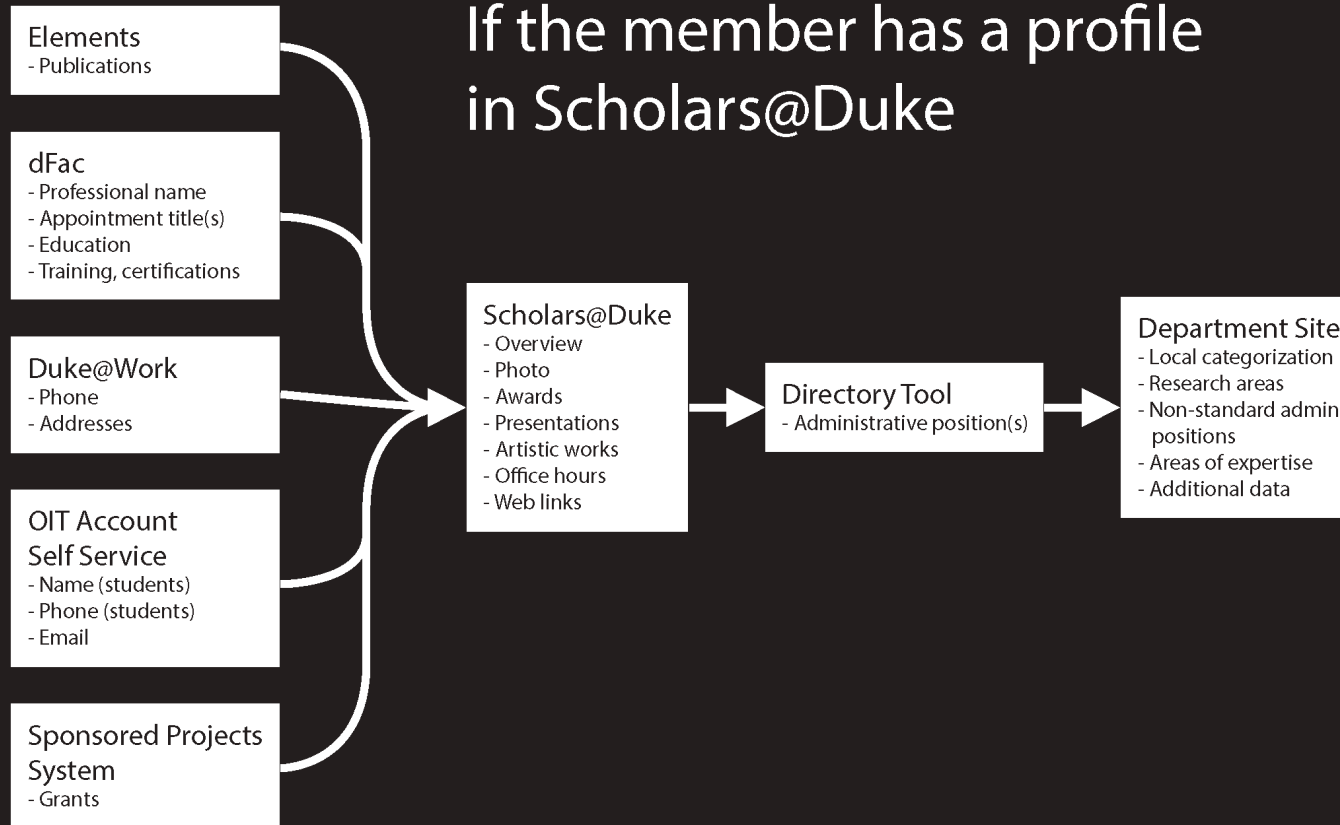 If the member has a profile
in Scholars@Duke
Elements
- Publications
dFac
- Professional name
- Appointment title(s)
- Education
- Training, certifications
Duke@Work
- Phone
- Addresses
OIT Account
Self Service
- Name (students)
- Phone (students)
- Email
Sponsored Projects
System
- Grants
Scholars@Duke
- Overview
- Photo
- Awards
- Presentations
- Artistic works
- Office hours
- Web links
Directory Tool
- Administrative position(s)
Department Site
- Local categorization
- Research areas
- Non-standard admin
positions
- Areas of expertise
- Additional data